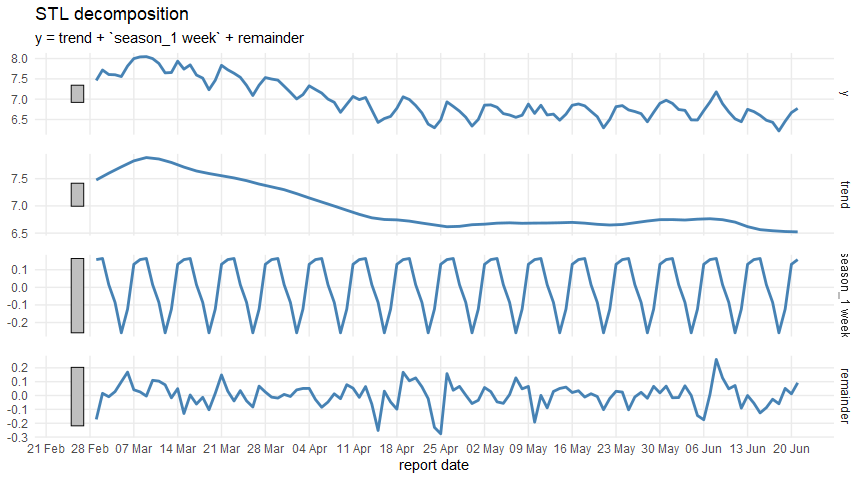 STL decomposition
y = trend + `season_1 week` + remainder
8.0
7.5
7.0
6.5
y
7.5
7.0
6.5
trend
0.1
0.0
-0.1
-0.2
season_1 week
0.2
0.1
0.0
-0.1
-0.2
-0.3
remainder
21 Feb 28 Feb 07 Mar 14 Mar 21 Mar 28 Mar 04 Apr 11 Apr 18 Apr 25 Apr 02 May 09 May 16 May 23 May 30 May 06 Jun 13 Jun 20 Jun
report date